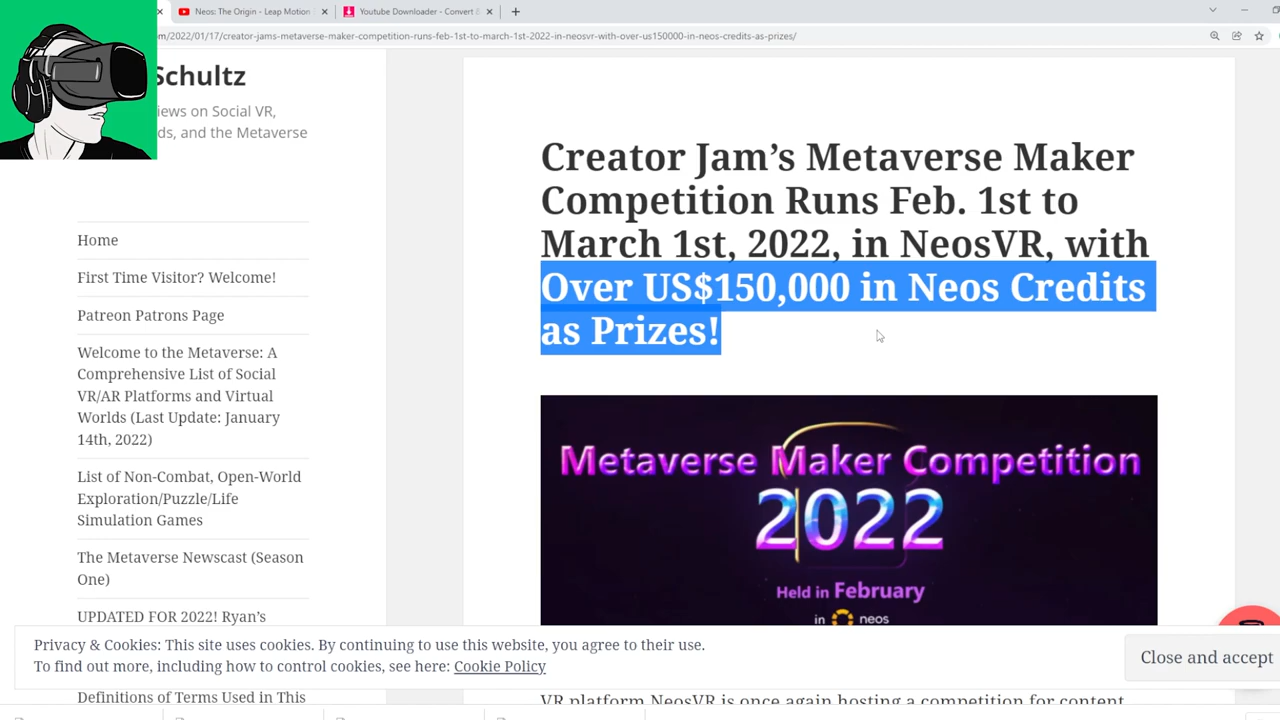 Neos: The Origin - Leap Motion
Youtube Downloader - Convert &
om/2022/01/17/creator-jams-metaverse-maker-competition-runs-feb-1st-to-march-1st-2022-in-neosvr-with-over-us150000-in-neos-credits-as-prizes/
Schultz
iews on Social VR,
ds, and the Metaverse
Home
First Time Visitor? Welcome!
Patreon Patrons Page
Welcome to the Metaverse: A
Comprehensive List of Social
VR/AR Platforms and Virtual
Worlds (Last Update: January
14th, 2022)
List of Non-Combat, Open-World
Exploration/Puzzle/Life
Simulation Games
The Metaverse Newscast (Season
One)
UPDATED FOR 2022! Ryan's
Definitions of Terms Used in This
Creator Jam's Metaverse Maker
Competition Runs Feb. 1st to
March 1st, 2022, in NeosVR, with
Over US$150,000 in Neos Credits
as Prizes!
Metaverse Maker Competition
2022
Held in February
in neos
Privacy & Cookies: This site uses cookies. By continuing to use this website, you agree to their use.
To find out more, including how to control cookies, see here: Cookie Policy
Close and accept
VR platform NeosVR is once again hosting a competition for content